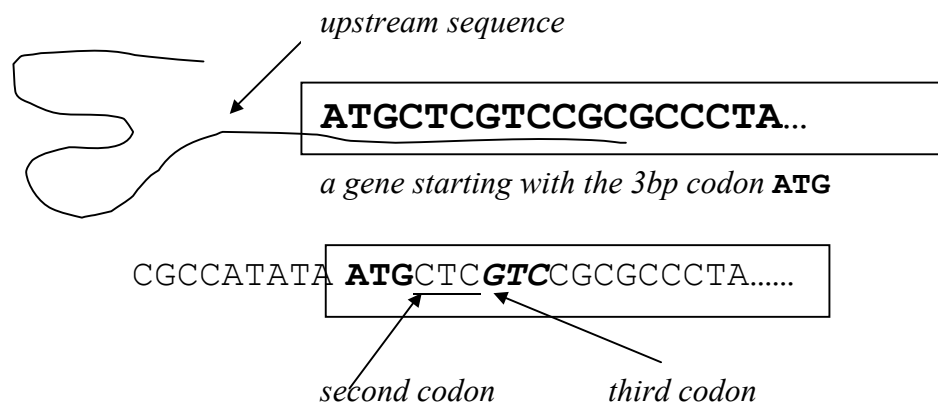 upstream sequence
ATGCTCGTCCGCGCCCTA...
a gene starting with the 3bp codon ATG
CGCCATATA ATGCTCGTCCGCGCCCTA......
second codon third codon